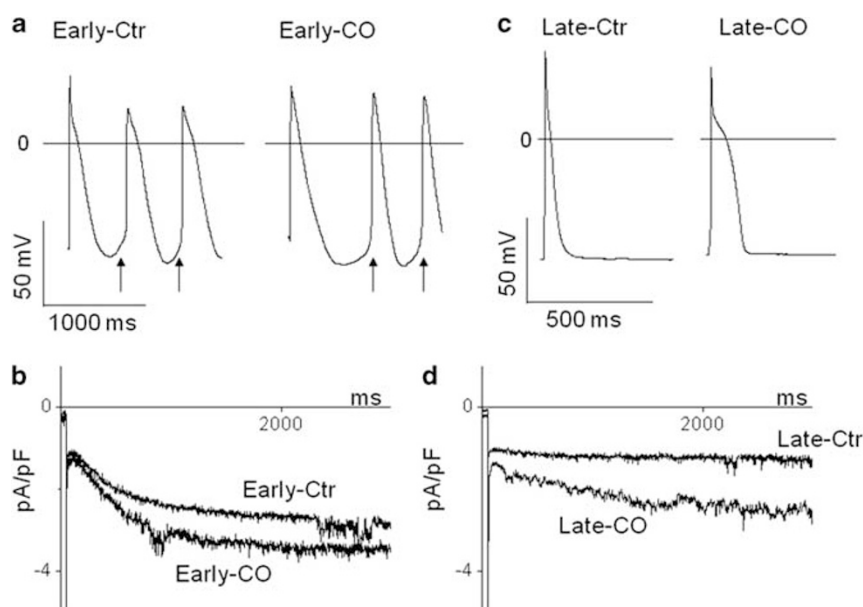 a
Early-Ctr
Early-CO
0
50 mV
1000 ms
c
Late-Ctr
Late-CO
0
50 mV
500 ms
b
0
ms
2000
pA/pF
Early-Ctr
Early-CO
-4
d
0
ms
2000
pA/pF
Late-Ctr
Late-CO
-4